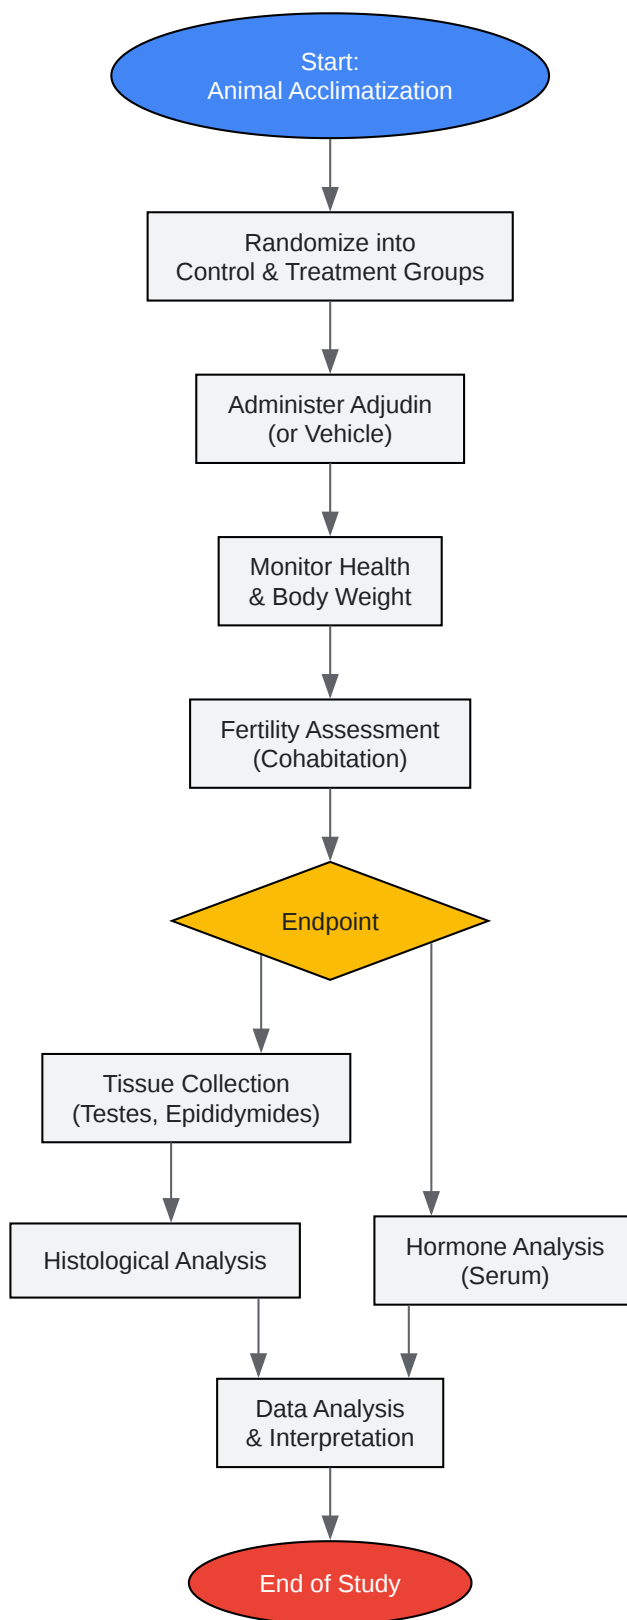 Start:
Animal Acclimatization
Randomize into
Control & Treatment Groups
Administer Adjudin
(or Vehicle)
Monitor Health
& Body Weight
Fertility Assessment
(Cohabitation)
Endpoint
Tissue Collection
(Testes, Epididymides)
Histological Analysis
Hormone Analysis
(Serum)
Data Analysis
& Interpretation
End of Study